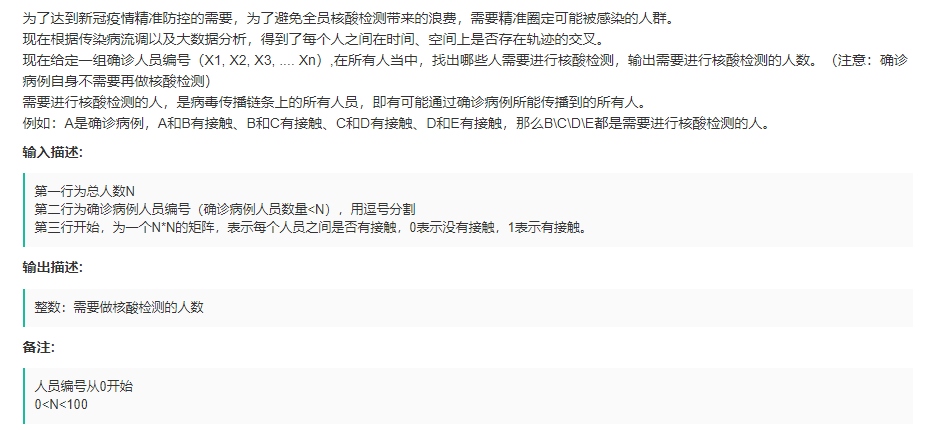 为了达到新冠疫情精准防控的需要，为了避免全员核酸检测带来的浪费，需要精准圈定可能被感染的人群。
现在根据传染病流调以及大数据分析，得到了每个人之间在时间、空间上是否存在轨迹的交叉。
现在给定一组确诊人员编号（X1, X2, X3, .... Xn）,在所有人当中，找出哪些人需要进行核酸检测，输出需要进行核酸检测的人数。（注意：确诊
病例自身不需要再做核酸检测）
需要进行核酸检测的人，是病毒传播链条上的所有人员，即有可能通过确诊病例所能传播到的所有人。
例如：A是确诊病例，A和B有接触、B和C有接触、C和D有接触、D和E有接触，那么B\C\D\E都是需要进行核酸检测的人。
输入描述：
第一行为总人数N
第二行为确诊病例人员编号（确诊病例人员数量<N），用逗号分割
第三行开始，为一个N*N的矩阵，表示每个人员之间是否有接触，0表示没有接触，1表示有接触。
输出描述：
整数：需要做核酸检测的人数
备注：
人员编号从0开始
0<N<100